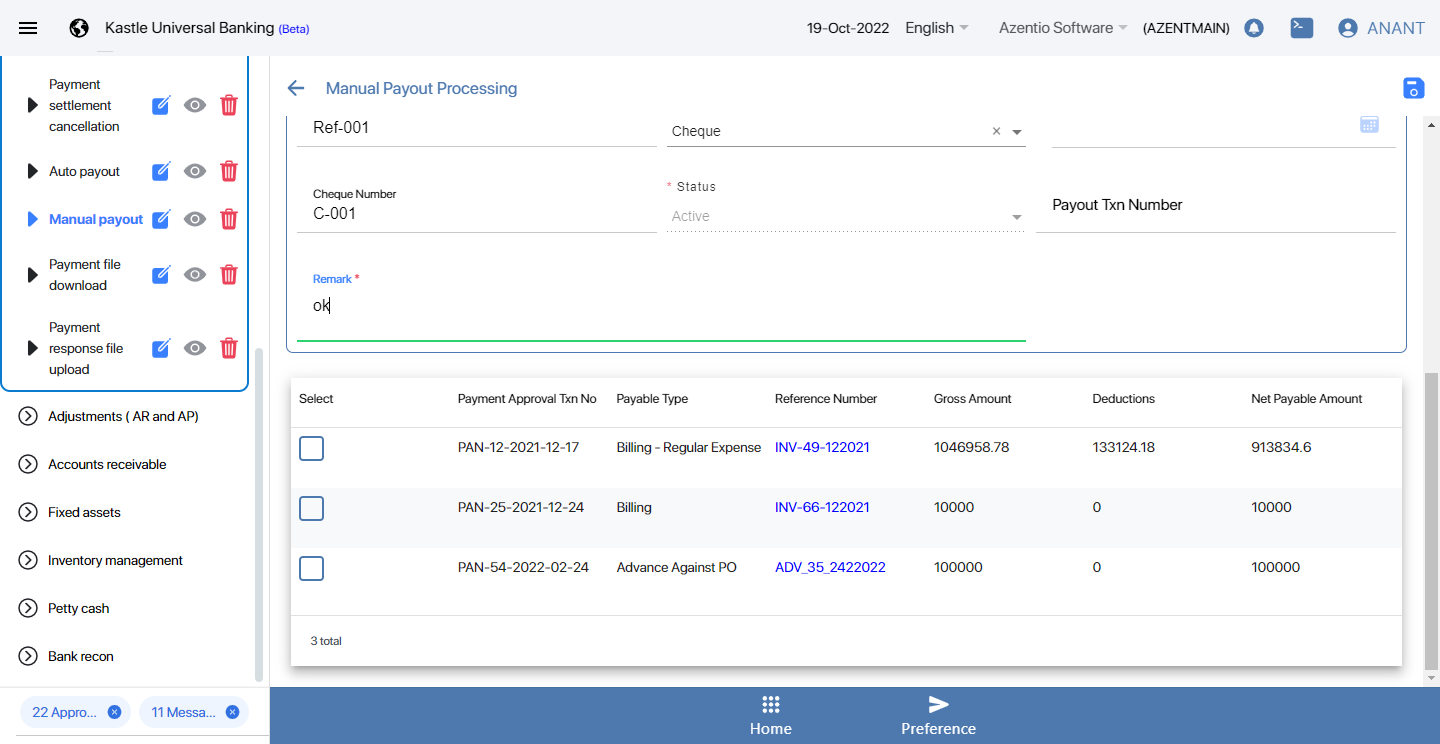 Kastle Universal Banking (Beta)
19-Oct-2022
English
Azentio Software
(AZENTMAIN)
ANANT
Payment
settlement
cancellation
Auto payout
Manual payout
Payment file
download
Payment
response file
upload
Adjustments ( AR and AP)
Accounts receivable
Fixed assets
Inventory management
Petty cash
Bank recon
22 Appro...
11 Messa...
Manual Payout Processing
Ref-001
Cheque
Cheque Number
C-001
* Status
Active
Payout Txn Number
Remark *
ok
Select Payment Approval Txn No Payable Type Reference Number Gross Amount Deductions Net Payable Amount
PAN-12-2021-12-17 Billing - Regular Expense INV-49-122021 1046958.78 133124.18 913834.6
PAN-25-2021-12-24 Billing INV-66-122021 10000 0 10000
PAN-54-2022-02-24 Advance Against PO ADV_35_2422022 100000 0 100000
3 total
Home
Preference